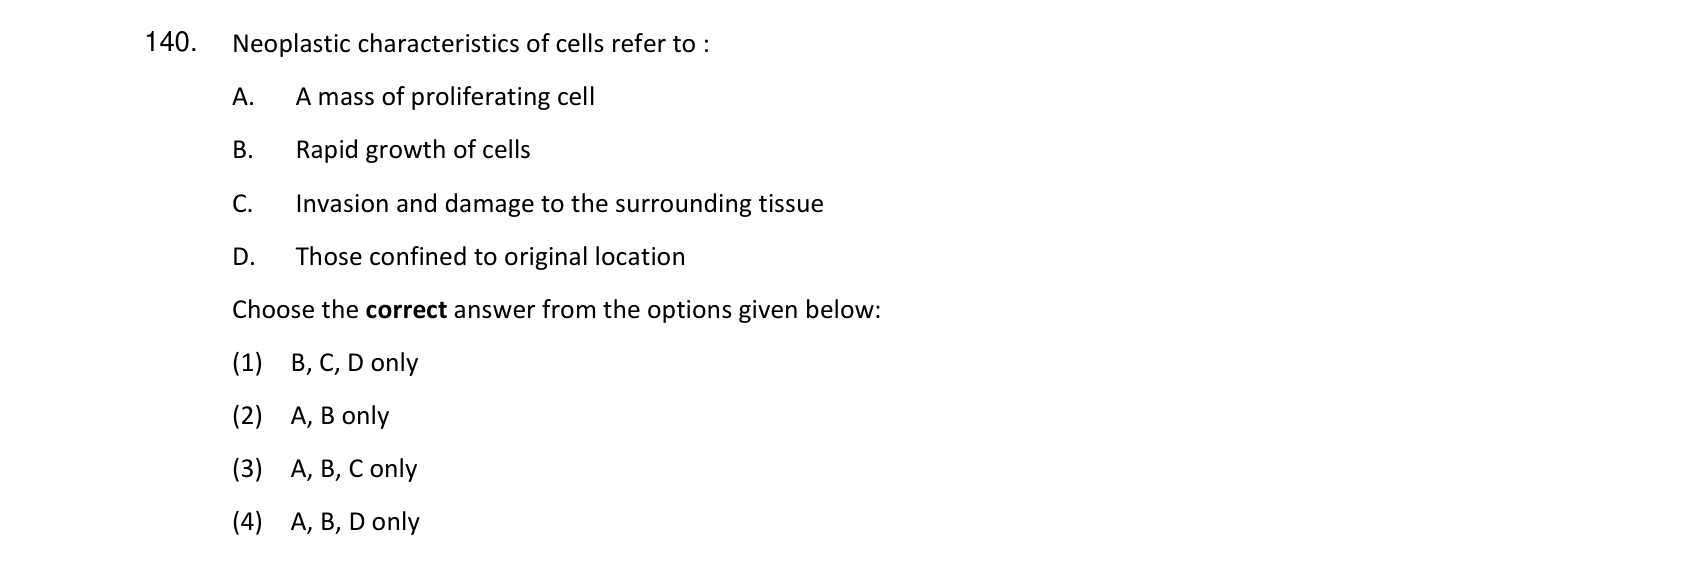 140. Neoplastic characteristics of cells refer to :
A. A mass of proliferating cell
B. Rapid growth of cells
C. Invasion and damage to the surrounding tissue
D. Those confined to original location
Choose the correct answer from the options given below:
(1) B, C, D only
(2) A, B only
(3) A, B, C only
(4) A, B, D only